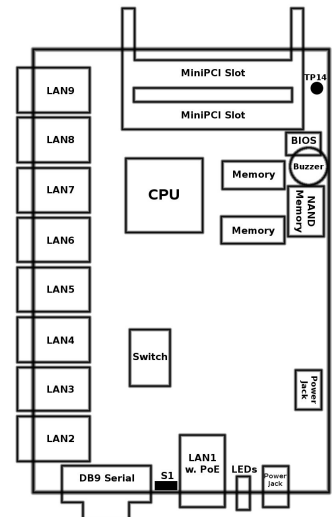 MiniPCI Slot
TP14
LAN9
MiniPCI Slot
BIOS
LAN8
Buzzer
Memory
CPU
LAN7
NAND
Memory
Memory
LAN6
LAN5
LAN4
Switch
LAN3
Power
Jack
LAN2
LAN1
w. PoE
DB9 Serial
S1
LEDs
Power
Jack